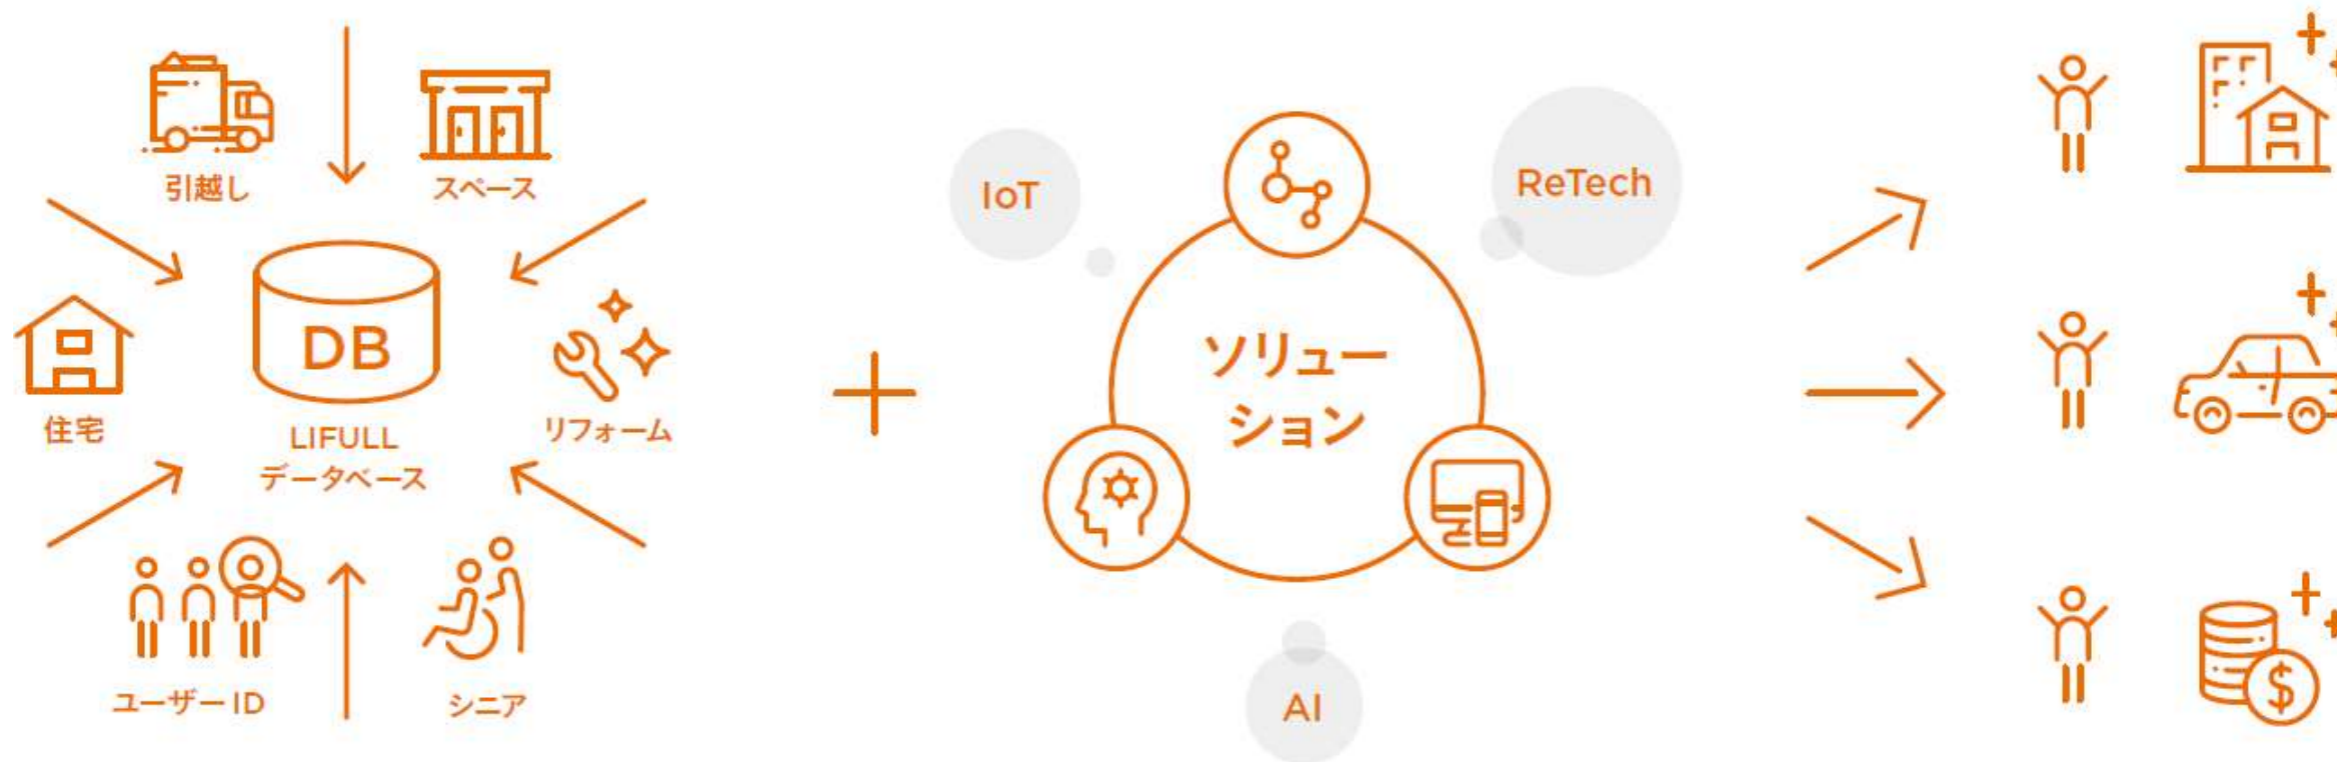 引越し
スペース
住宅
DB
LIFULL
データベース
リフォーム
ユーザー ID
シニア
IoT
ReTech
ソリュー
ション
AI
$